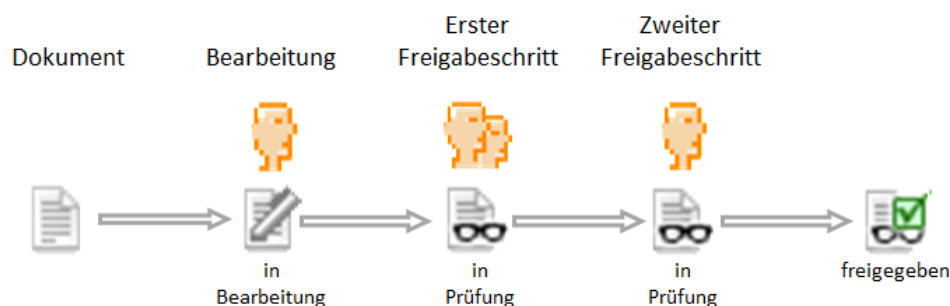 Dokument
Bearbeitung
Erster
Freigabeschritt
Zweiter
Freigabeschritt
in
Bearbeitung
in
Prüfung
in
Prüfung
freigegeben